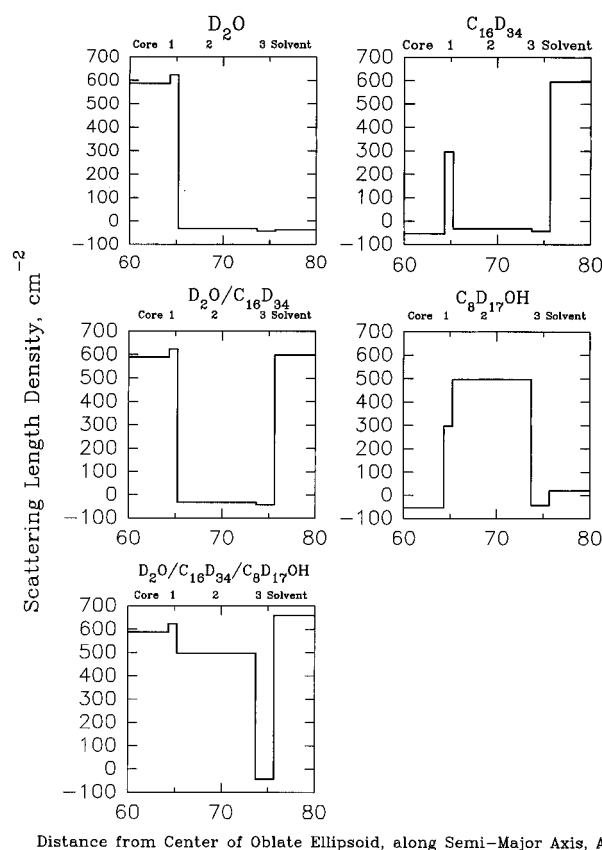 D₂O
C₁₆D₃₄
Core 1 2 3 Solvent
Core 1 2 3 Solvent
700
600
500
400
300
200
100
0
−100
60 70 80
700
600
500
400
300
200
100
0
−100
60 70 80
D₂O/C₁₆D₃₄
C₈D₁₇OH
Core 1 2 3 Solvent
Core 1 2 3 Solvent
700
600
500
400
300
200
100
0
−100
60 70 80
700
600
500
400
300
200
100
0
−100
60 70 80
D₂O/C₁₆D₃₄/C₈D₁₇OH
Core 1 2 3 Solvent
700
600
500
400
300
200
100
0
−100
60 70 80
Scattering Length Density, cm⁻²
Distance from Center of Oblate Ellipsoid, along Semi−Major Axis, A